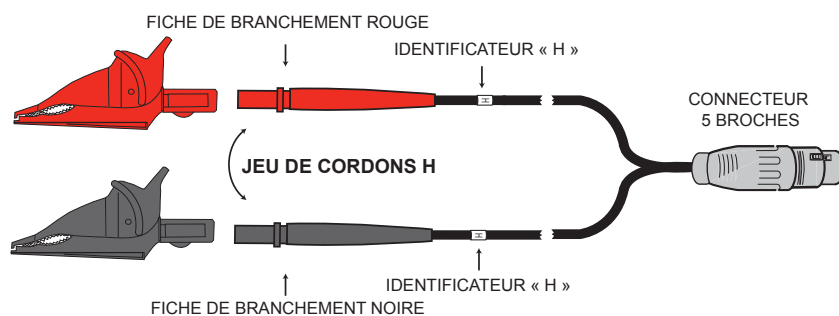 FICHE DE BRANCHEMENT ROUGE
IDENTIFICATEUR « H »
H
CONNECTEUR
5 BROCHES
JEU DE CORDONS H
H
IDENTIFICATEUR « H »
FICHE DE BRANCHEMENT NOIRE